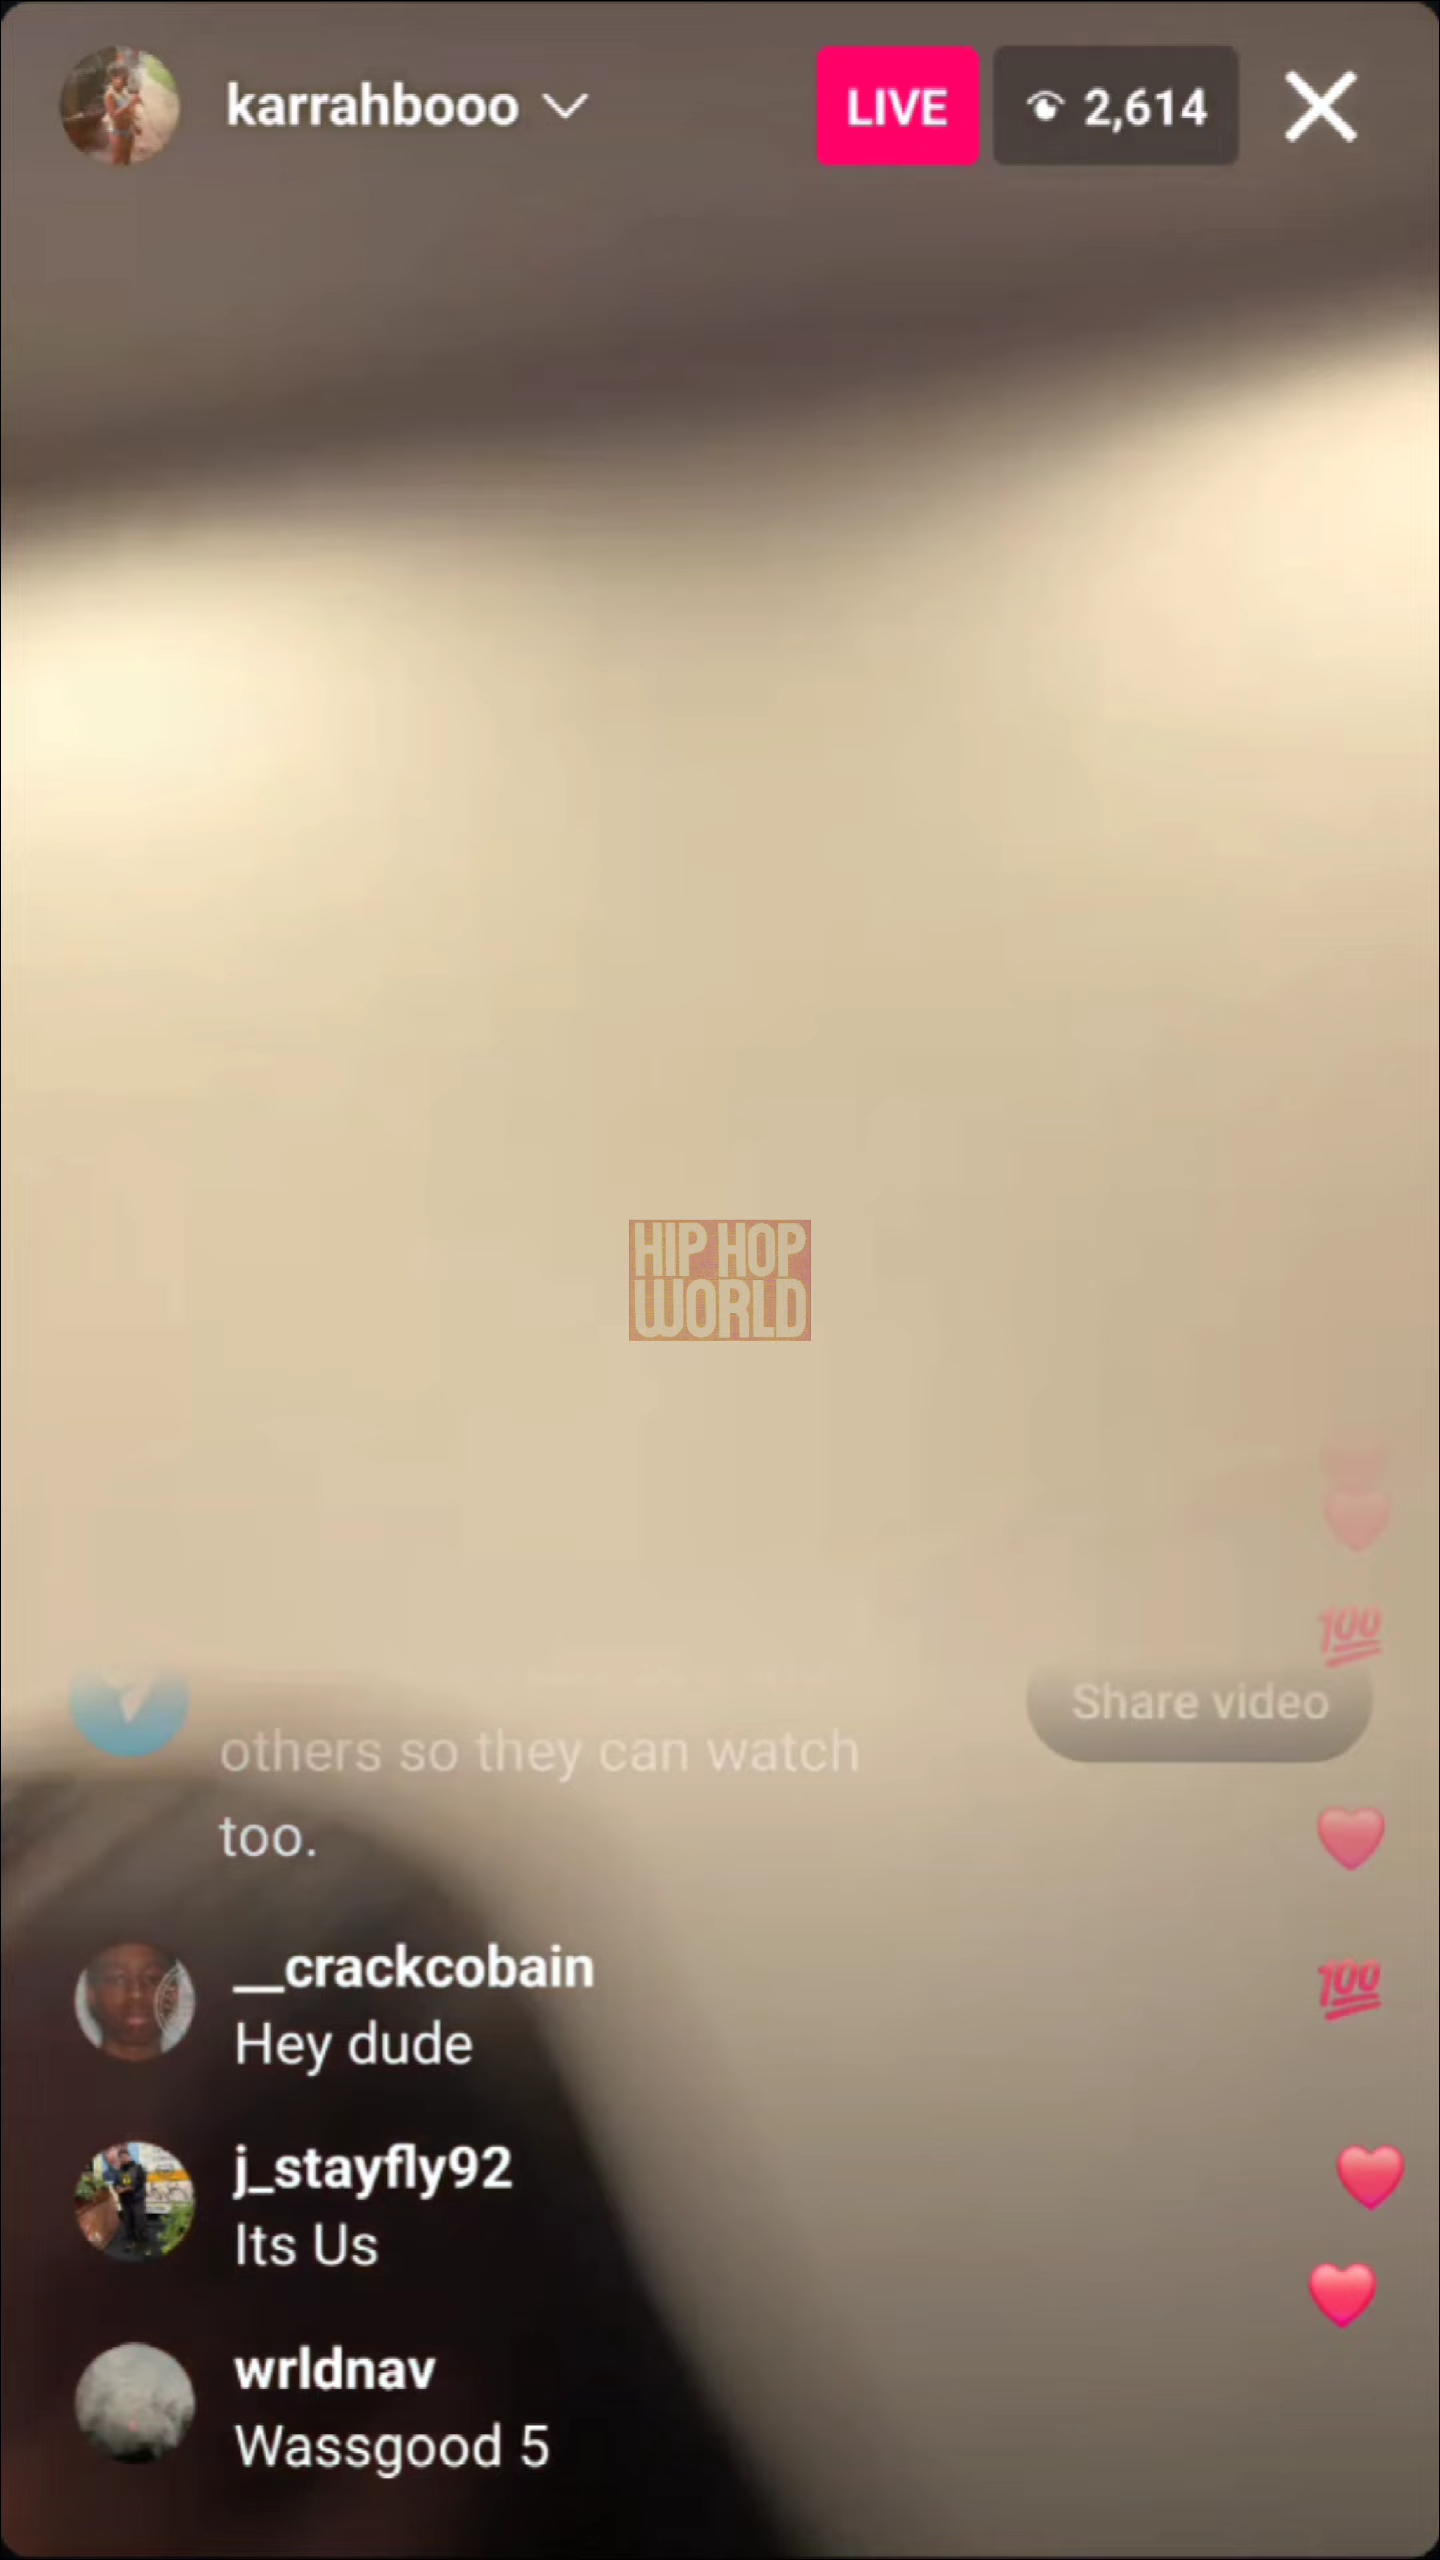 karrahbooo
LIVE
2,614
HIP HOP
WORLD
Share video
others so they can watch
too.
__crackcobain
Hey dude
j_stayfly92
Its Us
wrldnav
Wassgood 5